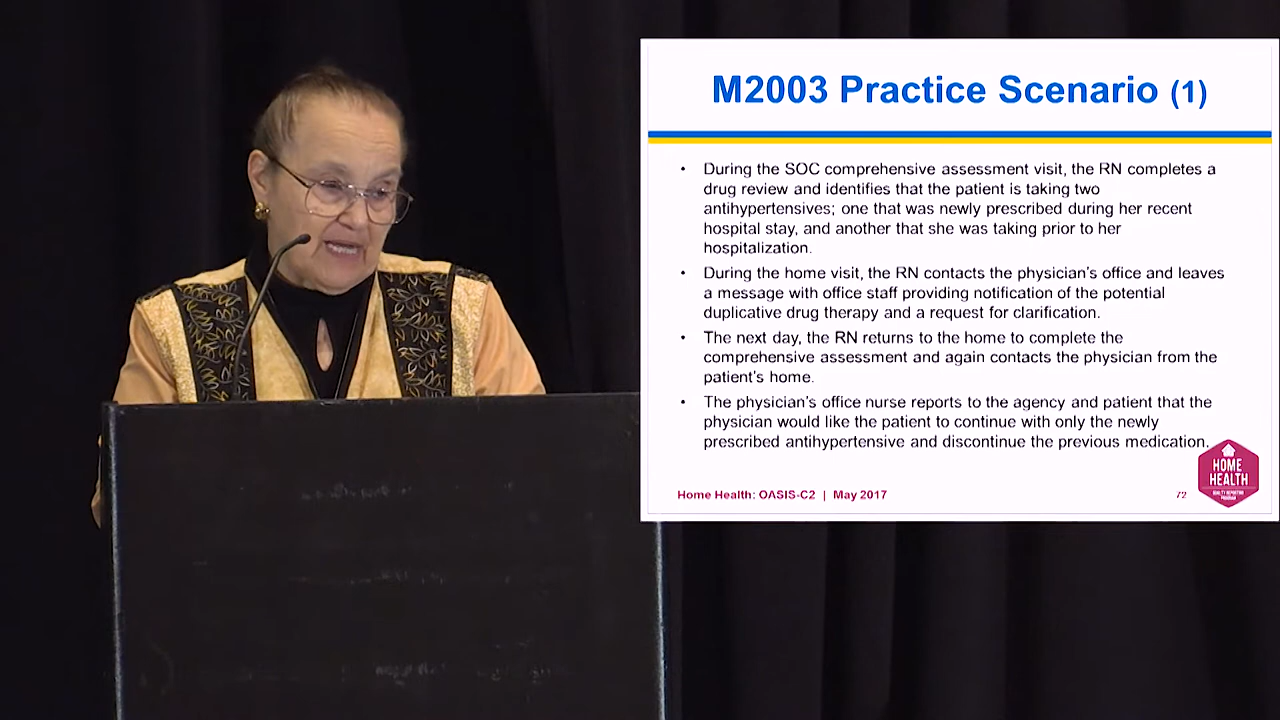 M2003 Practice Scenario (1)
• During the SOC comprehensive assessment visit, the RN completes a
drug review and identifies that the patient is taking two
antihypertensives; one that was newly prescribed during her recent
hospital stay, and another that she was taking prior to her
hospitalization.
• During the home visit, the RN contacts the physician's office and leaves
a message with office staff providing notification of the potential
duplicative drug therapy and a request for clarification.
• The next day, the RN returns to the home to complete the
comprehensive assessment and again contacts the physician from the
patient's home.
• The physician's office nurse reports to the agency and patient that the
physician would like the patient to continue with only the newly
prescribed antihypertensive and discontinue the previous medication.
Home Health: OASIS-C2 | May 2017
72
HOME
HEALTH
QUALITY REPORTING
PROGRAM